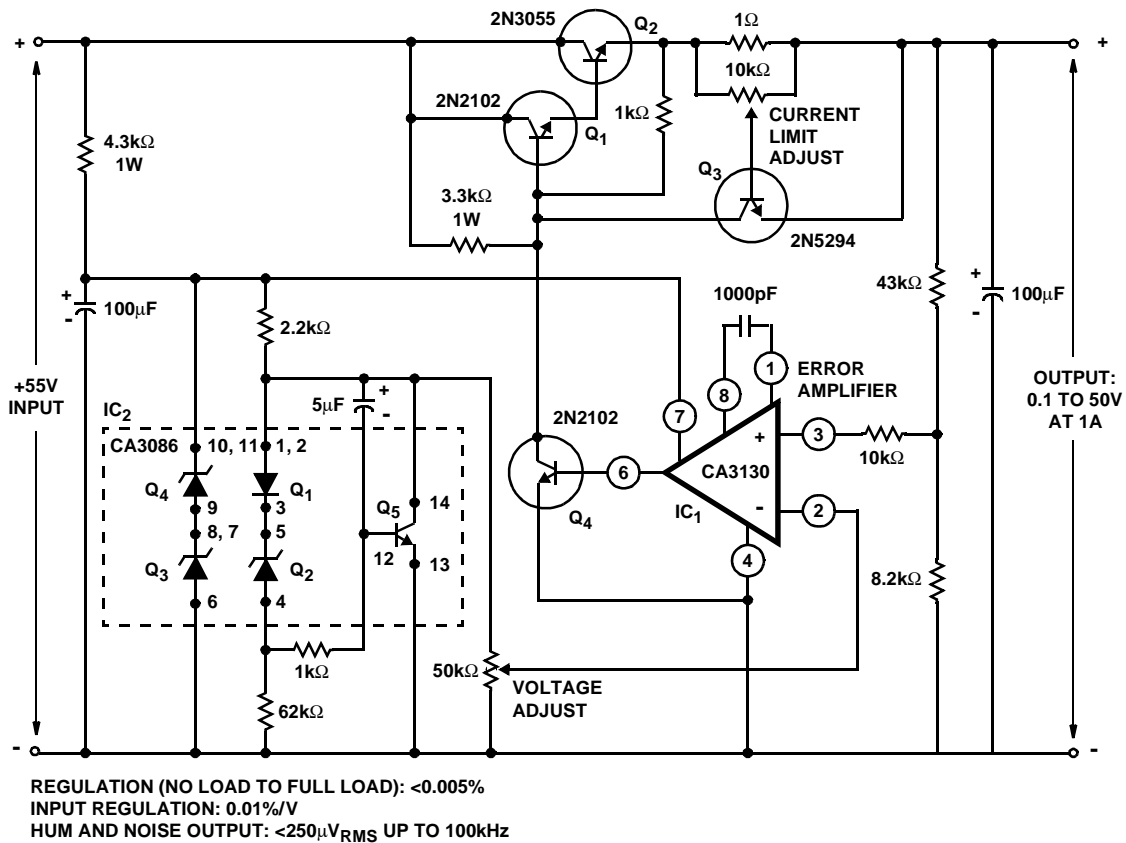 2N3055
Q2
1Ω
+
+
10kΩ
2N2102
Q1
1kΩ
CURRENT
LIMIT
ADJUST
4.3kΩ
1W
Q3
3.3kΩ
1W
2N5294
+
-
100μF
2.2kΩ
1000pF
43kΩ
+
-
100μF
+55V
INPUT
5μF
+
-
8
1
ERROR
AMPLIFIER
OUTPUT:
0.1 TO 50V
AT 1A
IC2
2N2102
7
CA3086
10, 11
1, 2
+
3
10kΩ
6
CA3130
Q4
Q1
9
3
Q5
14
Q4
IC1
-
2
8, 7
5
12
13
4
Q3
Q2
8.2kΩ
6
4
1kΩ
50kΩ
VOLTAGE
ADJUST
62kΩ
-
-
REGULATION (NO LOAD TO FULL LOAD): <0.005%
INPUT REGULATION: 0.01%/V
HUM AND NOISE OUTPUT: <250μVRMS UP TO 100kHz